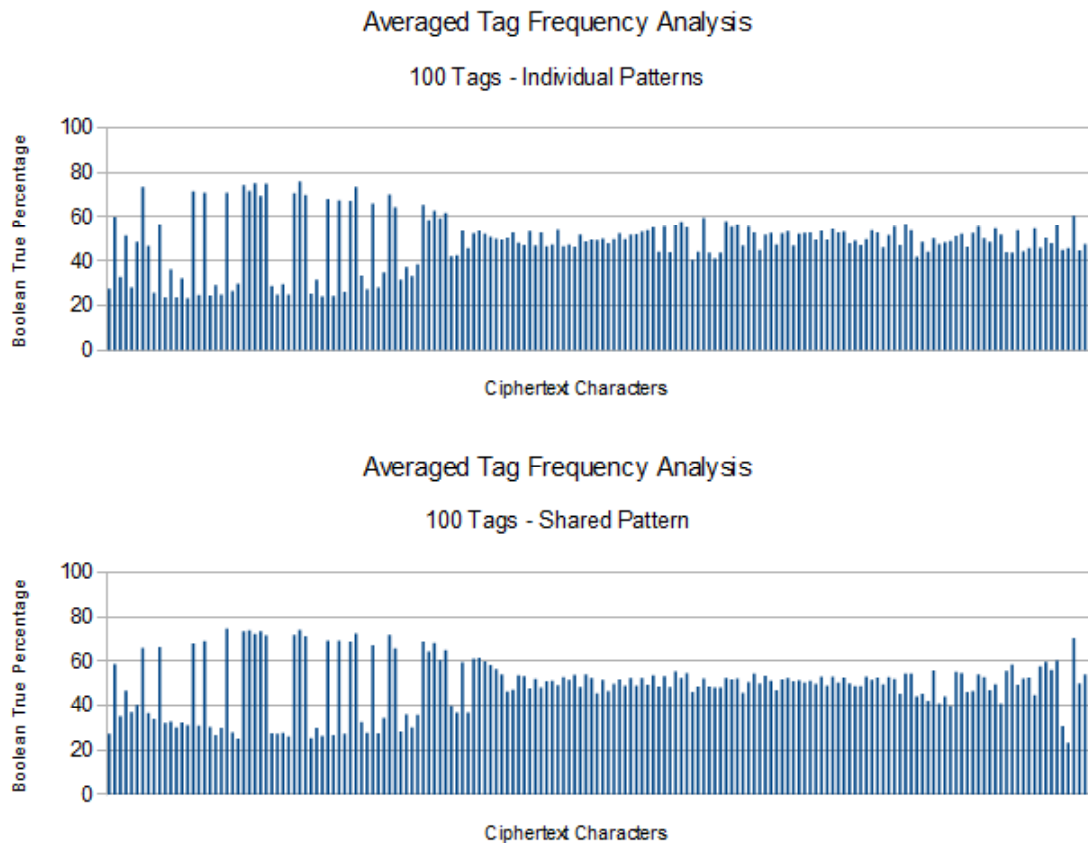 Averaged Tag Frequency Analysis
100 Tags - Individual Patterns
Boolean True Percentage
100
80
60
40
20
0
Ciphertext Characters
Averaged Tag Frequency Analysis
100 Tags - Shared Pattern
Boolean True Percentage
100
80
60
40
20
0
Ciphertext Characters